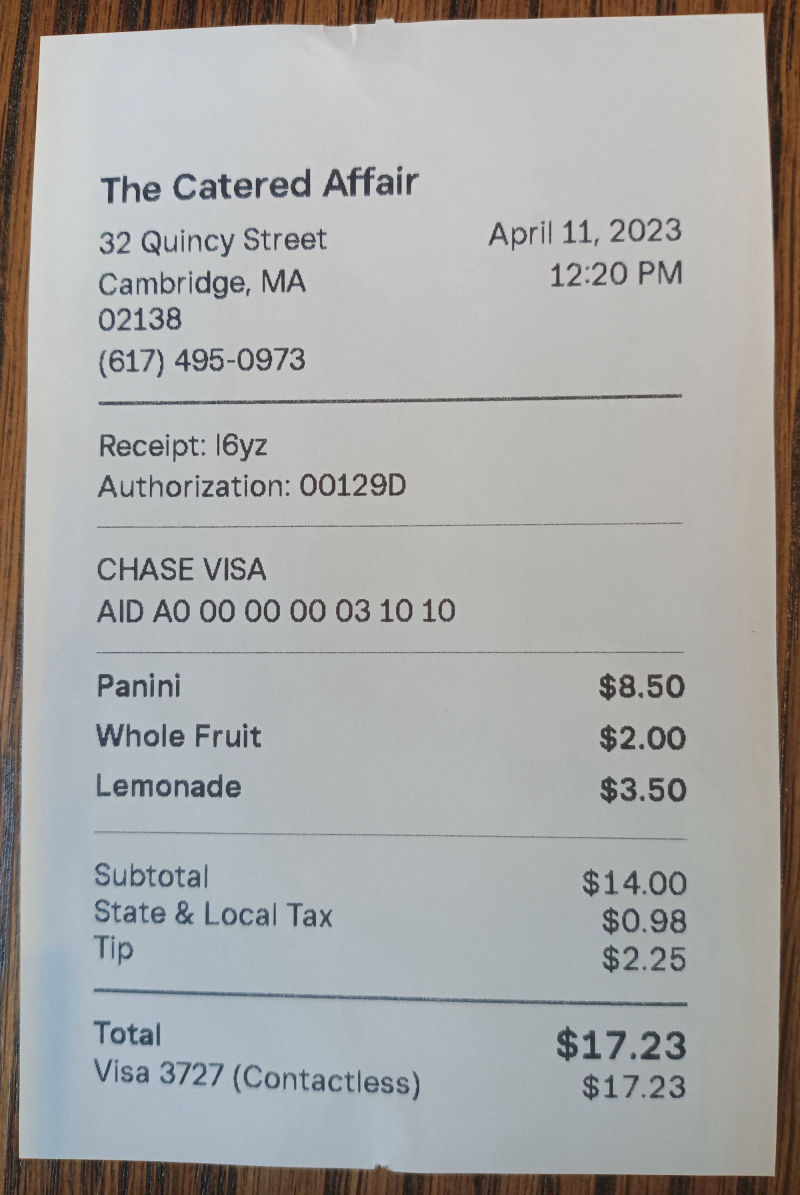 The Catered Affair
32 Quincy Street
Cambridge, MA
02138
(617) 495-0973
April 11, 2023
12:20 PM
Receipt: l6yz
Authorization: 00129D
CHASE VISA
AID A0 00 00 00 03 10 10
Panini $8.50
Whole Fruit $2.00
Lemonade $3.50
Subtotal $14.00
State & Local Tax $0.98
Tip $2.25
Total $17.23
Visa 3727 (Contactless) $17.23